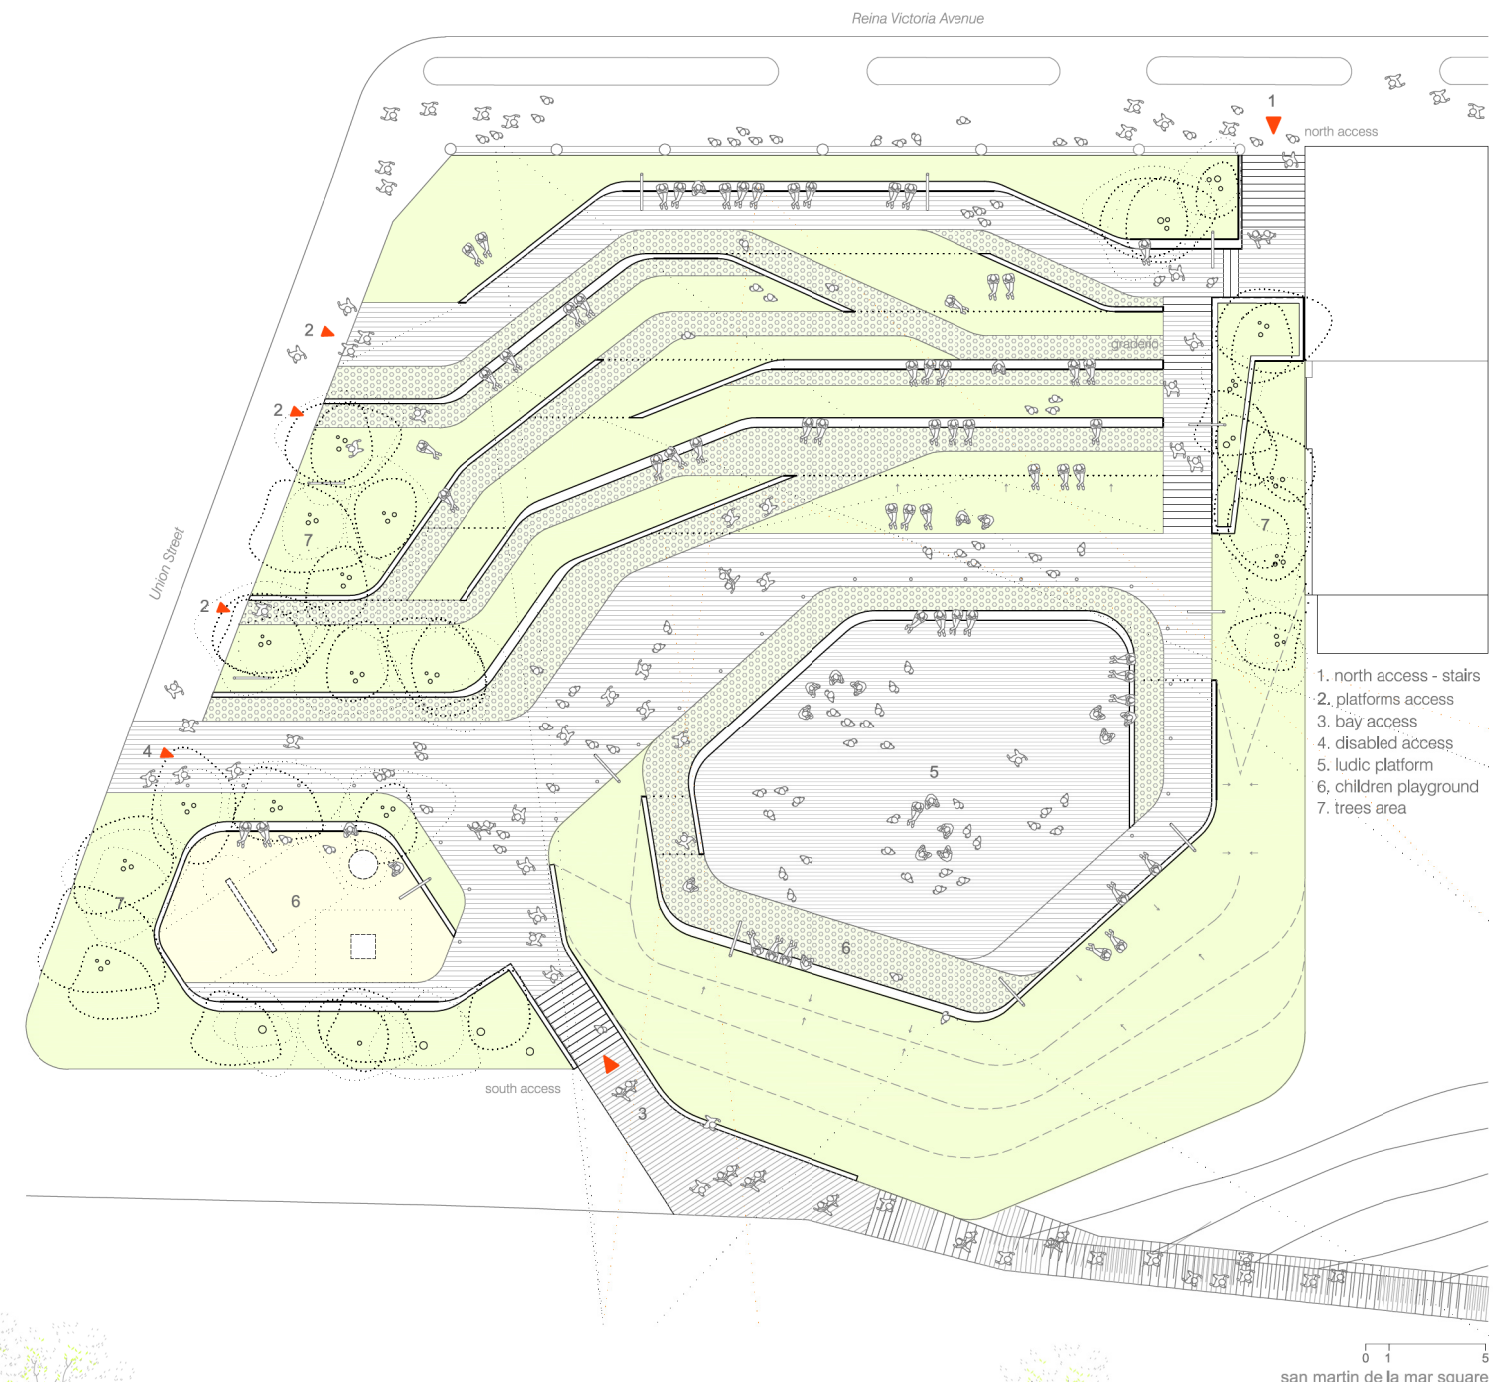 Reina Victoria Avenue
1
north access
2
graderio
2
7
7
Union Street
2
1. north access - stairs
2, platforms access
3. bay access
4. disabled access
5. ludic platform
6, children playground
7. trees area
4
5
6
7
6
south access
3
0 1 5
san martin de la mar square